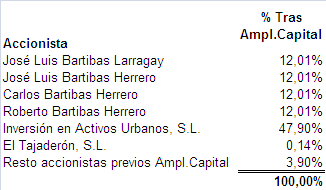 % Tras
Ampl.Capital
Accionista
José Luis Bartibas Larragay 12,01%
José Luis Bartibas Herrero 12,01%
Carlos Bartibas Herrero 12,01%
Roberto Bartibas Herrero 12,01%
Inversión en Activos Urbanos, S.L. 47,90%
El Tajaderón, S.L. 0,14%
Resto accionistas previos Ampl.Capital 3,90%
100,00%